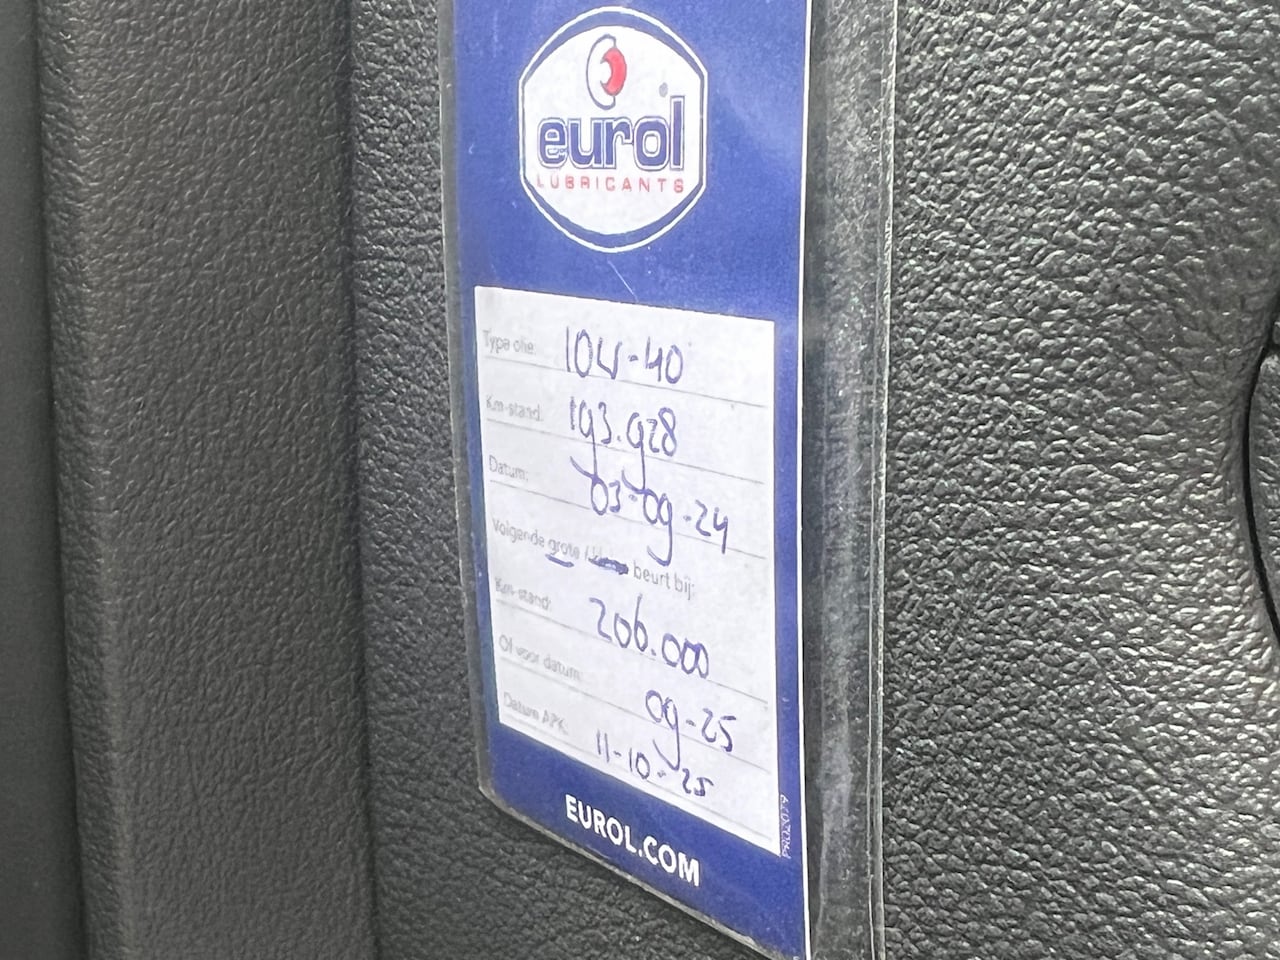 eurol®
LUBRICANTS
Type olie: 10W-40
Km-stand: 193.928
Datum: 03-09-24
Volgende grote / beurt bij:
Km-stand: 206.000
Of voor datum: 09-25
Datum APK: 11-10-25
EUROL.COM